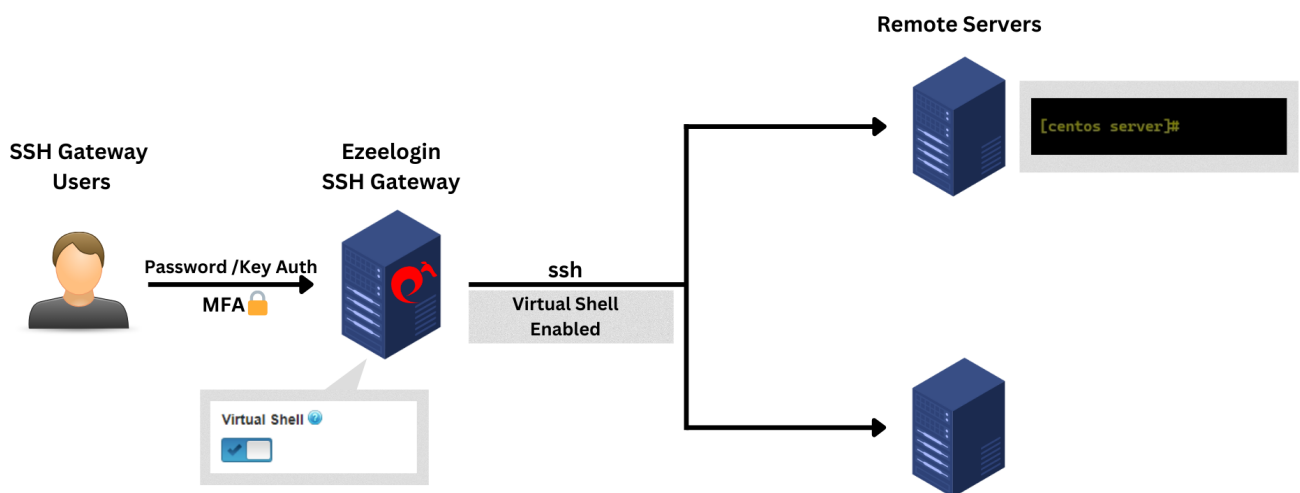 Remote Servers
[centos server]#
SSH Gateway
Users
Ezeelogin
SSH Gateway
Password /Key Auth
MFA
ssh
Virtual Shell
Enabled
Virtual Shell ?